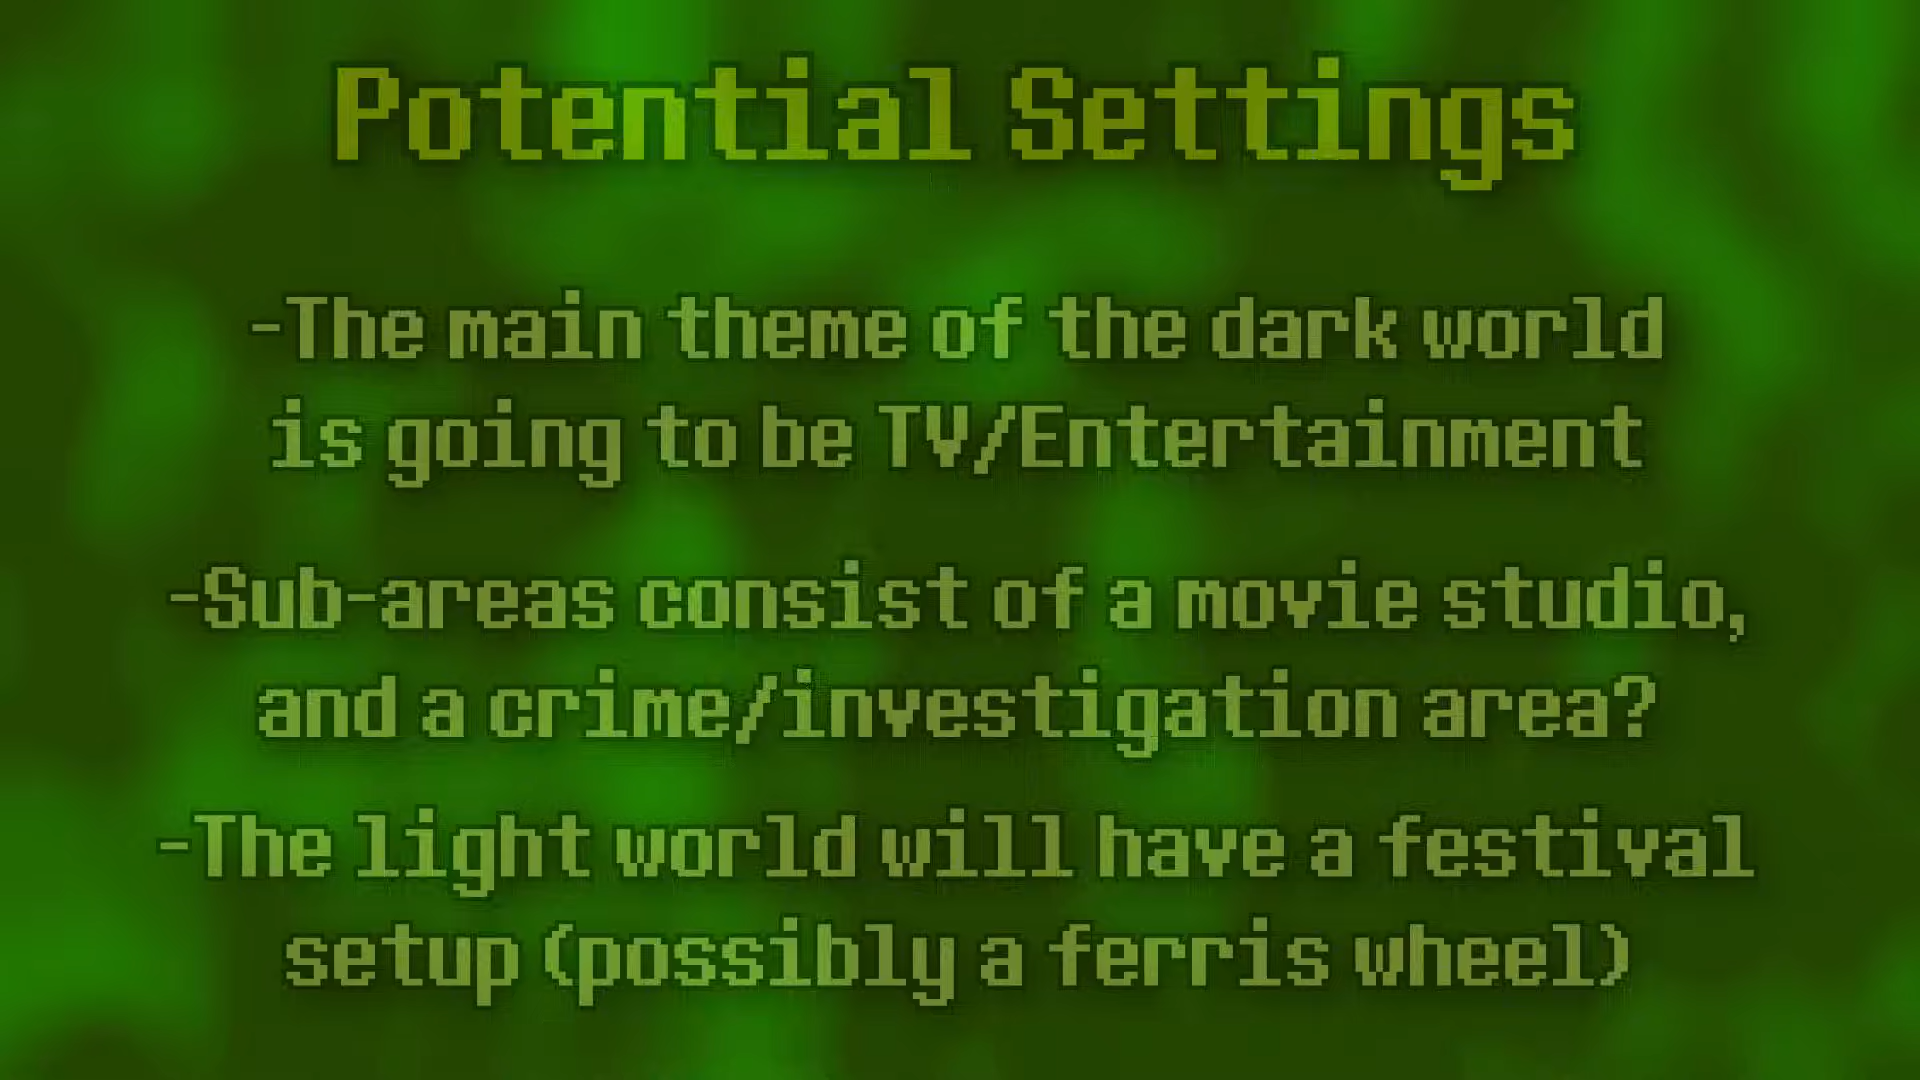 Potential Settings
-The main theme of the dark world
is going to be TV/Entertainment
-Sub-areas consist of a movie studio,
and a crime/investigation area?
-The light world will have a festival
setup (possibly a ferris wheel)